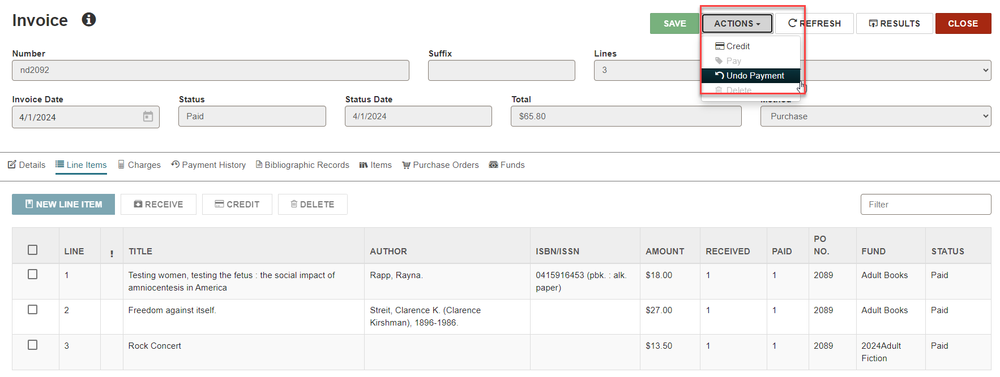 Invoice
SAVE
ACTIONS
REFRESH
RESULTS
CLOSE
Credit
Pay
Undo Payment
Delete
Number
Suffix
Lines
nd2092
3
Invoice Date
Status
Status Date
Total
Method
4/1/2024
Paid
4/1/2024
$65.80
Purchase
Details
Line Items
Charges
Payment History
Bibliographic Records
Items
Purchase Orders
Funds
NEW LINE ITEM
RECEIVE
CREDIT
DELETE
Filter
LINE
!
TITLE
AUTHOR
ISBN/ISSN
AMOUNT
RECEIVED
PAID
PO
NO.
FUND
STATUS
1
Testing women, testing the fetus : the social impact of
amniocentesis in America
Rapp, Rayna.
0415916453 (pbk. : alk.
paper)
$18.00
1
1
2089
Adult Books
Paid
2
Freedom against itself.
Streit, Clarence K. (Clarence
Kirshman), 1896-1986.
$27.00
1
1
2089
Adult Books
Paid
3
Rock Concert
$13.50
1
1
2089
2024Adult
Fiction
Paid